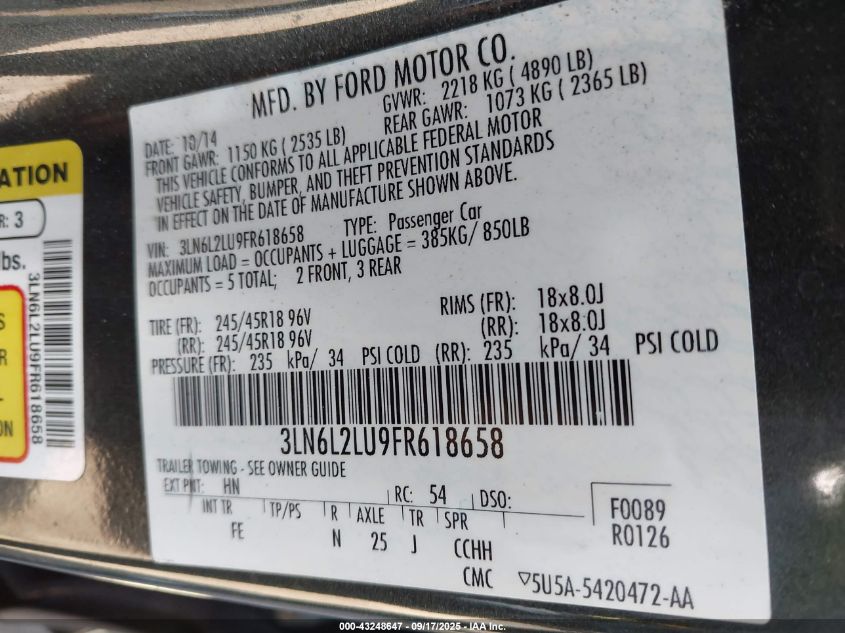 MFD. BY FORD MOTOR CO.
DATE: 10/14
GVWR: 2218 KG ( 4890 LB)
FRONT GAWR: 1150 KG ( 2535 LB)
REAR GAWR: 1073 KG ( 2365 LB)
THIS VEHICLE CONFORMS TO ALL APPLICABLE FEDERAL MOTOR
VEHICLE SAFETY, BUMPER, AND THEFT PREVENTION STANDARDS
IN EFFECT ON THE DATE OF MANUFACTURE SHOWN ABOVE.
VIN: 3LN6L2LU9FR618658 TYPE: Passenger Car
MAXIMUM LOAD = OCCUPANTS + LUGGAGE = 385KG/ 850LB
OCCUPANTS = 5 TOTAL; 2 FRONT, 3 REAR
TIRE (FR): 245/45R18 96V RIMS (FR): 18x8.0J
(RR): 245/45R18 96V (RR): 18x8.0J
PRESSURE (FR): 235 kPa/ 34 PSI COLD (RR): 235 kPa/ 34 PSI COLD
3LN6L2LU9FR618658
TRAILER TOWING - SEE OWNER GUIDE
EXT PNT: HN RC: 54 DSO:
INT TR TP/PS R AXLE TR SPR
FE N 25 J CCHH
F0089
R0126
CMC ▽5U5A-5420472-AA
ATION
R: 3
lbs.
3LN6L2LU9FR618658
S
R
ON
000-43248647 - 09/17/2025 - IAA Inc.